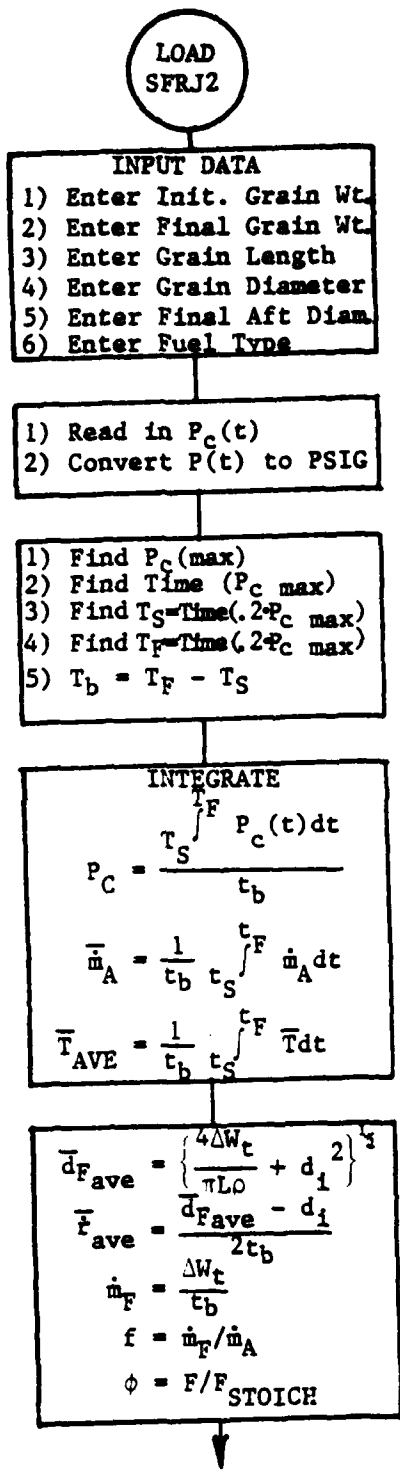 LOAD
SFRJ2
INPUT DATA
1) Enter Init. Grain Wt.
2) Enter Final Grain Wt.
3) Enter Grain Length
4) Enter Grain Diameter
5) Enter Final Aft Diam.
6) Enter Fuel Type
1) Read in P_c(t)
2) Convert P(t) to PSIG
1) Find P_c(max)
2) Find Time (P_c max)
3) Find T_S=Time(.2·P_c max)
4) Find T_F=Time(.2·P_c max)
5) T_b = T_F - T_S
INTEGRATE
P_C = T_S∫^T_F P_c(t)dt / t_b
ṁ̄_A = 1/t_b t_S∫^t_F ṁ_A dt
T̄_AVE = 1/t_b t_S∫^t_F T̄dt
d̄_F_ave = {4ΔW_t/πLρ + d_i²}^½
ṙ̄_ave = d̄_F_ave - d_i / 2t_b
ṁ_F = ΔW_t/t_b
f = ṁ_F/ṁ_A
φ = F/F_STOICH